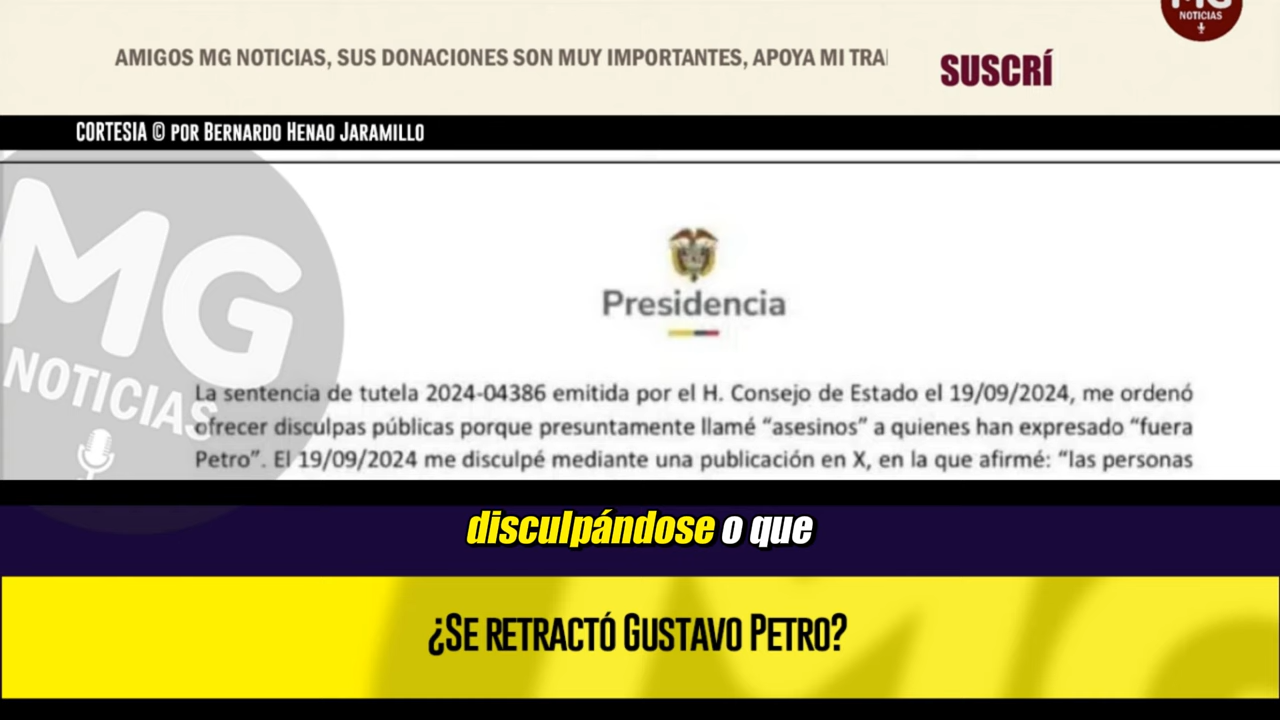 MG
NOTICIAS
AMIGOS MG NOTICIAS, SUS DONACIONES SON MUY IMPORTANTES, APOYA MI
SUSCRÍ
CORTESIA © POR BERNARDO HENAO JARAMILLO
MG
NOTICIAS
Presidencia
La sentencia de tutela 2024-04386 emitida por el H. Consejo de Estado el 19/09/2024, me ordenó
ofrecer disculpas públicas porque presuntamente llamé “asesinos” a quienes han expresado “fuera
Petro”. El 19/09/2024 me disculpé mediante una publicación en X, en la que afirmé: “las personas
disculpándose o que
¿SE RETRACTÓ GUSTAVO PETRO?